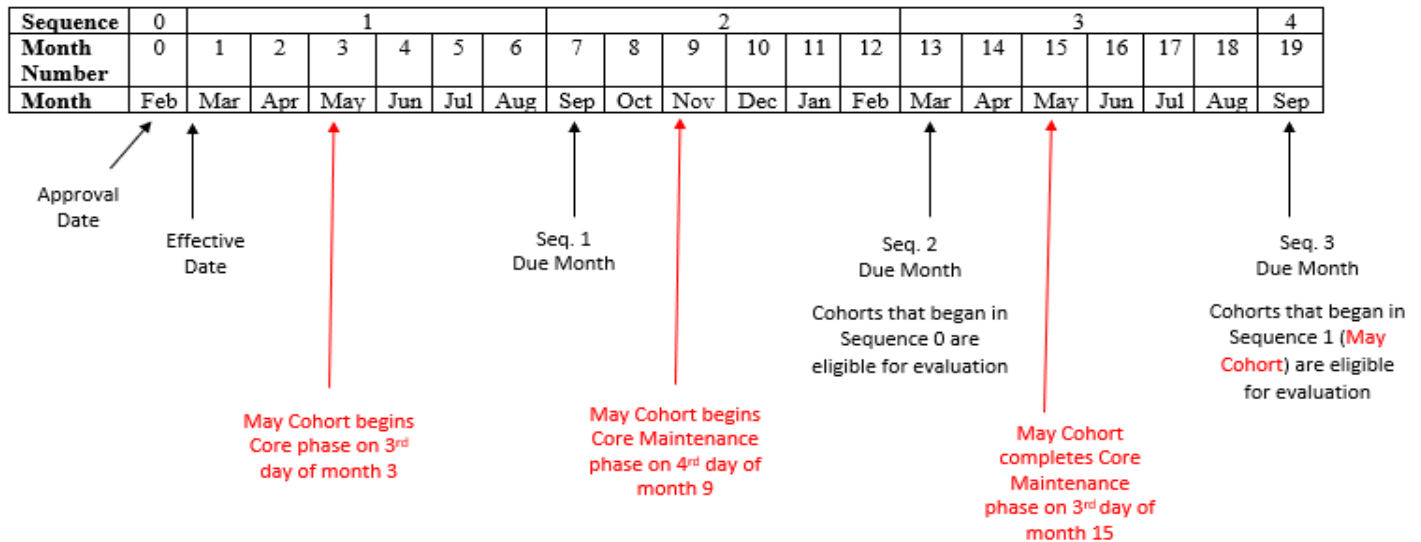 Sequence 0 1 2 3 4
Month Number 0 1 2 3 4 5 6 7 8 9 10 11 12 13 14 15 16 17 18 19
Month Feb Mar Apr May Jun Jul Aug Sep Oct Nov Dec Jan Feb Mar Apr May Jun Jul Aug Sep
Approval
Date
Effective
Date
May Cohort begins
Core phase on 3rd
day of month 3
Seq. 1
Due Month
May Cohort begins
Core Maintenance
phase on 4rd day of
month 9
Seq. 2
Due Month
Cohorts that began in
Sequence 0 are
eligible for evaluation
May Cohort
completes Core
Maintenance
phase on 3rd day of
month 15
Seq. 3
Due Month
Cohorts that began in
Sequence 1 (May
Cohort) are eligible
for evaluation